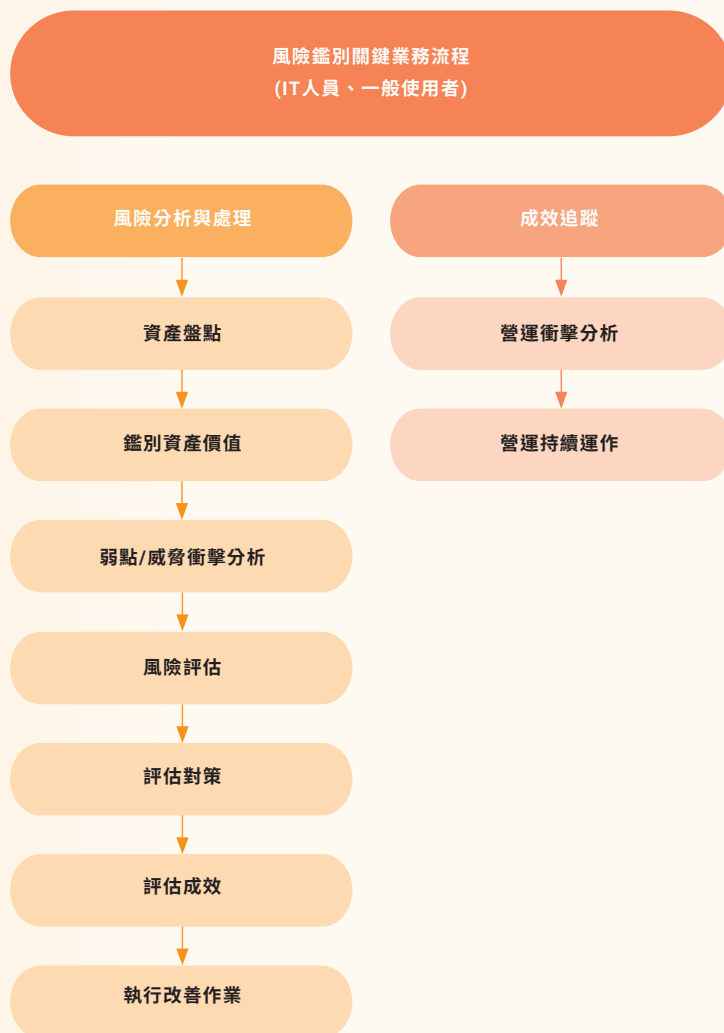 風險鑑別關鍵業務流程
(IT人員、一般使用者)
風險分析與處理
資產盤點
鑑別資產價值
弱點/威脅衝擊分析
風險評估
評估對策
評估成效
執行改善作業
成效追蹤
營運衝擊分析
營運持續運作